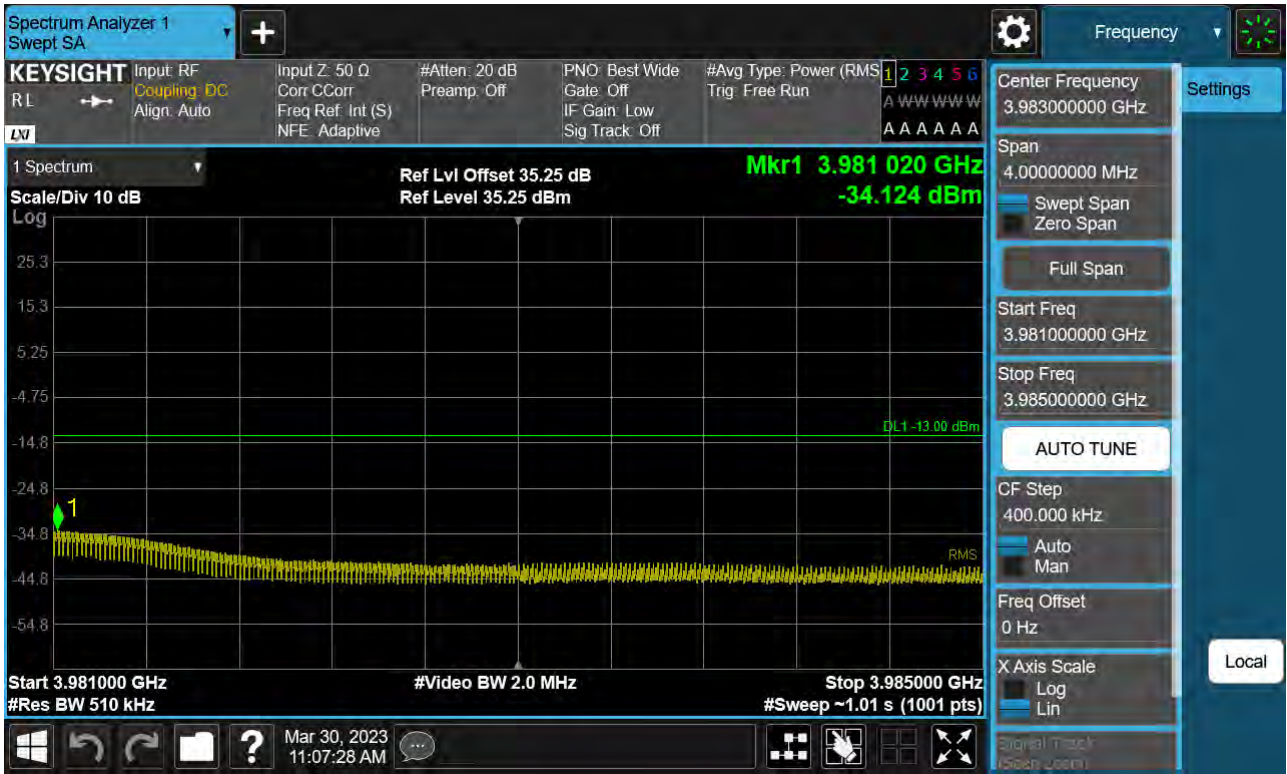 Spectrum Analyzer 1
Swept SA
Frequency
KEYSIGHT
RL
LXI
Input: RF
Coupling: DC
Align: Auto
Input Z: 50 Ω
Corr CCorr
Freq Ref: Int (S)
NFE: Adaptive
#Atten: 20 dB
Preamp: Off
PNO: Best Wide
Gate: Off
IF Gain: Low
Sig Track: Off
#Avg Type: Power (RMS
Trig: Free Run
1 2 3 4 5 6
A W W W W W
A A A A A A
1 Spectrum
Scale/Div 10 dB
Log
Ref Lvl Offset 35.25 dB
Ref Level 35.25 dBm
Mkr1 3.981 020 GHz
-34.124 dBm
25.3
15.3
5.25
-4.75
-14.8
-24.8
-34.8
-44.8
-54.8
DL1 -13.00 dBm
1
RMS
Start 3.981000 GHz
#Res BW 510 kHz
#Video BW 2.0 MHz
Stop 3.985000 GHz
#Sweep ~1.01 s (1001 pts)
Center Frequency
3.983000000 GHz
Settings
Span
4.00000000 MHz
Swept Span
Zero Span
Full Span
Start Freq
3.981000000 GHz
Stop Freq
3.985000000 GHz
AUTO TUNE
CF Step
400.000 kHz
Auto
Man
Freq Offset
0 Hz
X Axis Scale
Log
Lin
Local
Signal Track
(Span Zoom)
?
Mar 30, 2023
11:07:28 AM